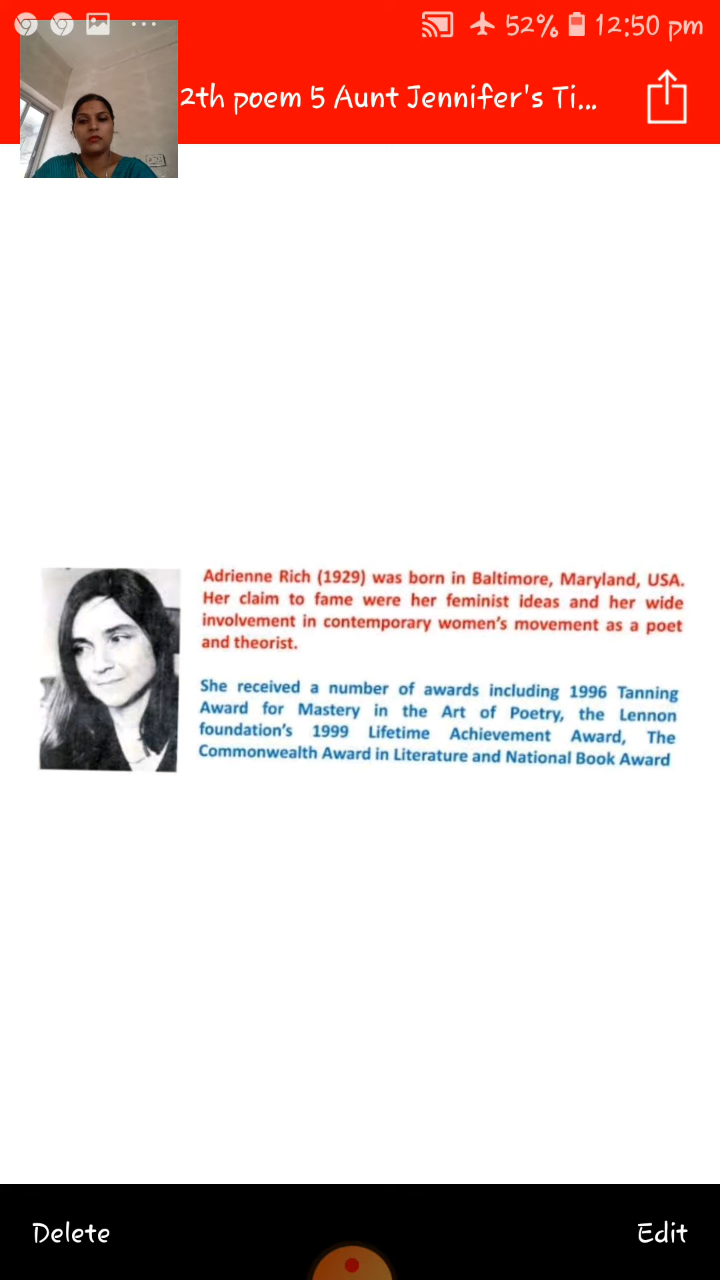 52% 12:50 pm
2th poem 5 Aunt Jennifer's Ti...
Adrienne Rich (1929) was born in Baltimore, Maryland, USA.
Her claim to fame were her feminist ideas and her wide
involvement in contemporary women's movement as a poet
and theorist.
She received a number of awards including 1996 Tanning
Award for Mastery in the Art of Poetry, the Lennon
foundation's 1999 Lifetime Achievement Award, The
Commonwealth Award in Literature and National Book Award
Delete
Edit